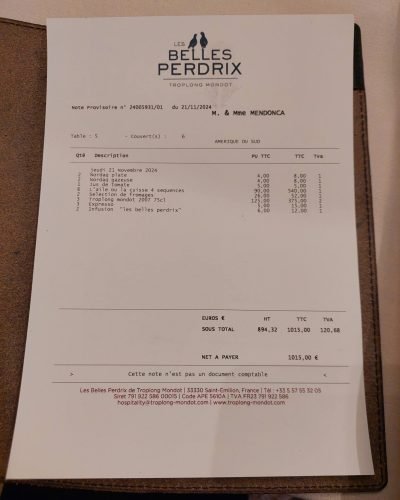 LES
BELLES
PERDRIX
TROPLONG MONDOT
Note Provisoire n° 24005931/01 du 21/11/2024
M. & Mme MENDONCA
Table : 5 - Couvert(s) : 6
AMERIQUE DU SUD
Qté Description PU TTC TTC TVA
jeudi 21 novembre 2024
2 Nordaq plate 4,00 8,00 1
2 Nordaq gazeuse 4,00 8,00 1
1 Jus de tomate 5,00 5,00 1
6 L'aile ou la cuisse 4 sequences 90,00 540,00 1
2 Selection de fromages 26,00 52,00 1
3 Troplong Mondot 2007 75cl 125,00 375,00 2
3 Expresso 5,00 15,00 1
2 Infusion "les belles perdrix" 6,00 12,00 1
EUROS € HT TTC TVA
SOUS TOTAL 894,32 1015,00 120,68
NET A PAYER 1015,00 €
> Cette note n'est pas un document comptable <
Les Belles Perdrix de Troplong Mondot | 33330 Saint-Emilion, France | Tél : +33 5 57 55 32 05
Siret 791 922 586 00015 | Code APE 5610A | TVA FR23 791 922 586
hospitality@troplong-mondot.com | www.troplong-mondot.com